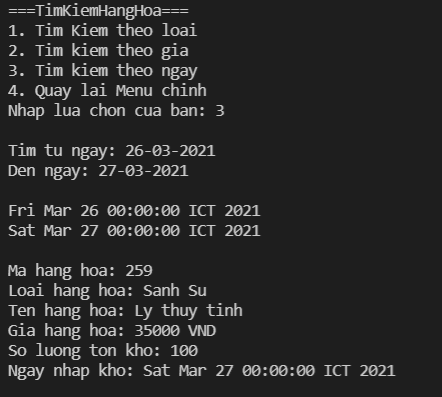 ===TimKiemHangHoa===
1. Tim Kiem theo loai
2. Tim kiem theo gia
3. Tim kiem theo ngay
4. Quay lai Menu chinh
Nhap lua chon cua ban: 3
Tim tu ngay: 26-03-2021
Den ngay: 27-03-2021
Fri Mar 26 00:00:00 ICT 2021
Sat Mar 27 00:00:00 ICT 2021
Ma hang hoa: 259
Loai hang hoa: Sanh Su
Ten hang hoa: Ly thuy tinh
Gia hang hoa: 35000 VND
So luong ton kho: 100
Ngay nhap kho: Sat Mar 27 00:00:00 ICT 2021